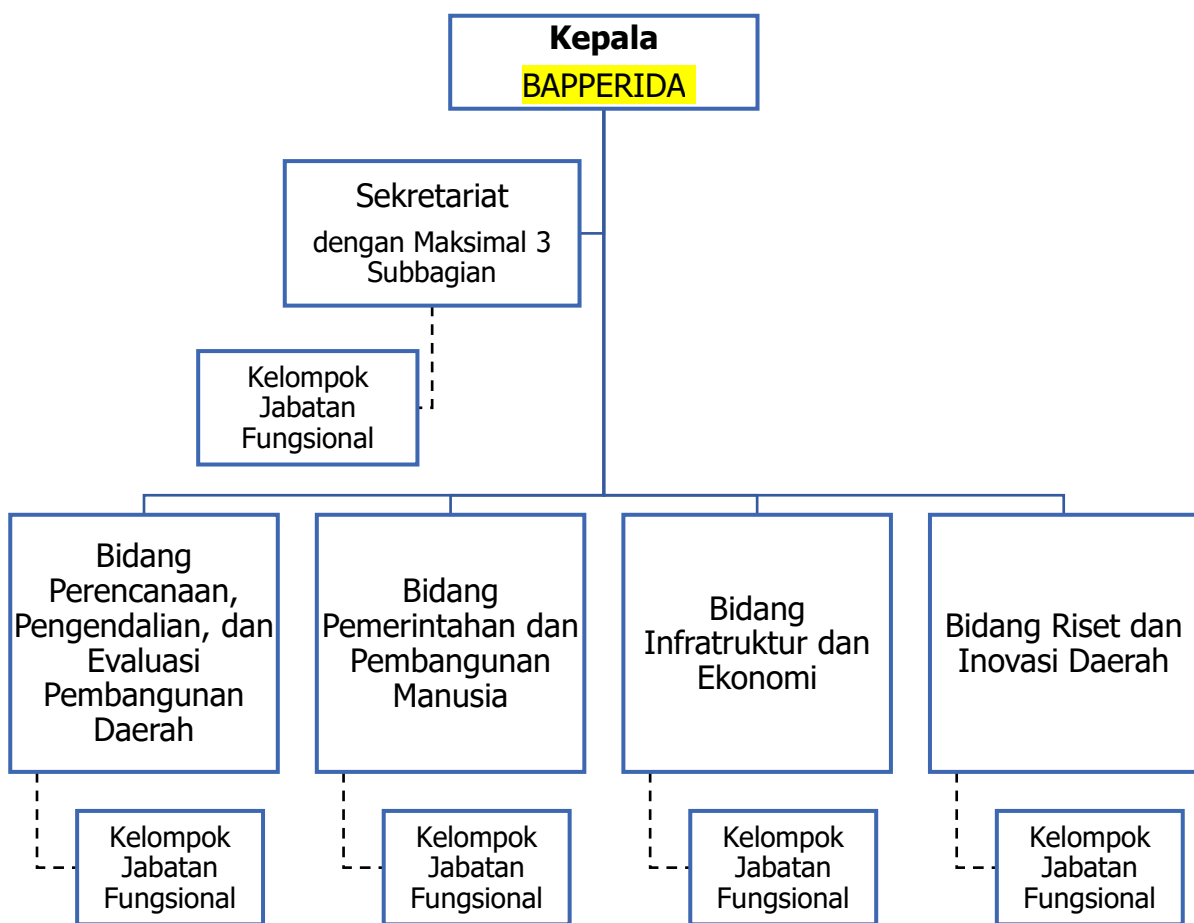 Kepala
BAPPERIDA
Sekretariat
dengan Maksimal 3
Subbagian
Kelompok
Jabatan
Fungsional
Bidang
Perencanaan,
Pengendalian, dan
Evaluasi
Pembangunan
Daerah
Bidang
Pemerintahan dan
Pembangunan
Manusia
Bidang
Infratruktur dan
Ekonomi
Bidang Riset dan
Inovasi Daerah
Kelompok
Jabatan
Fungsional
Kelompok
Jabatan
Fungsional
Kelompok
Jabatan
Fungsional
Kelompok
Jabatan
Fungsional